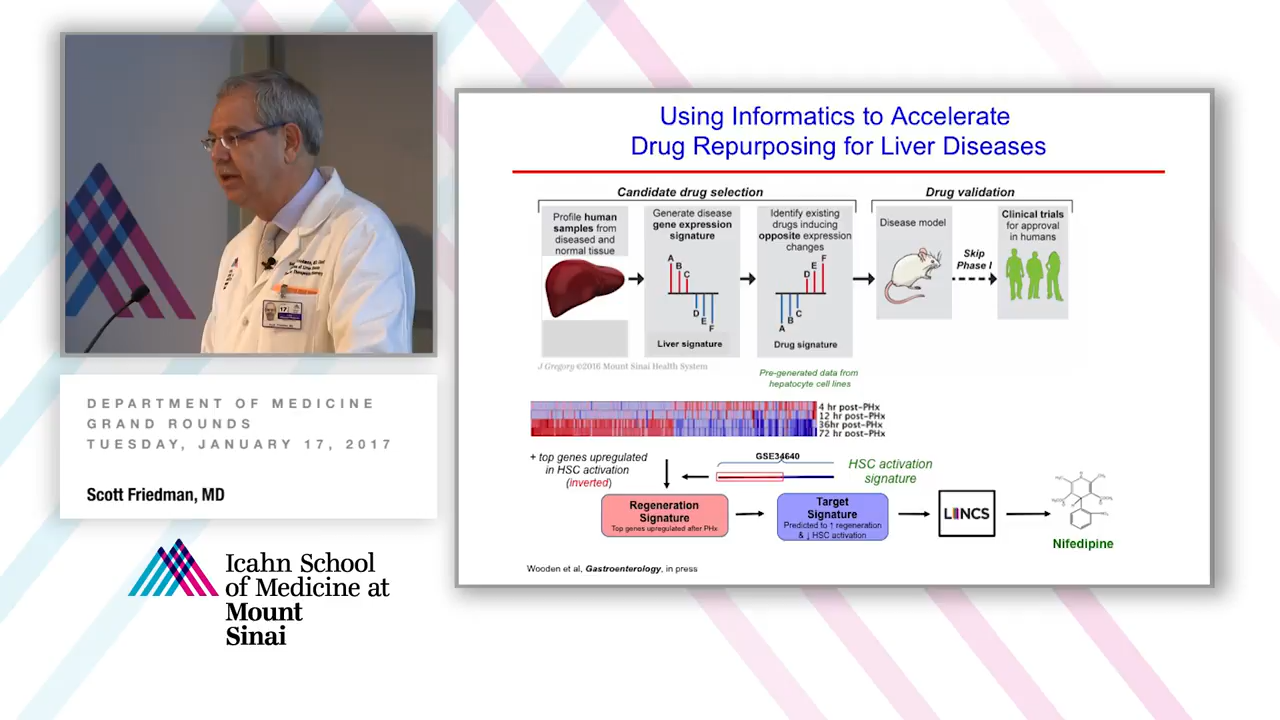 DEPARTMENT OF MEDICINE
GRAND ROUNDS
TUESDAY, JANUARY 17, 2017
Scott Friedman, MD
Icahn School
of Medicine at
Mount
Sinai
17
Using Informatics to Accelerate
Drug Repurposing for Liver Diseases
Candidate drug selection
Drug validation
Profile human
samples from
diseased and
normal tissue
Generate disease
gene expression
signature
A
B
C
D
E
F
Liver signature
Identify existing
drugs inducing
opposite expression
changes
F
E
D
C
B
A
Drug signature
Disease model
Skip
Phase I
Clinical trials
for approval
in humans
J Gregory ©2016 Mount Sinai Health System
Pre-generated data from
hepatocyte cell lines
4 hr post-PHx
12 hr post-PHx
36hr post-PHx
72 hr post-PHx
+ top genes upregulated
in HSC activation
(inverted)
GSE34640
HSC activation
signature
Regeneration
Signature
Top genes upregulated after PHx
Target
Signature
Predicted to ↑ regeneration
& ↓ HSC activation
LINCS
Nifedipine
Wooden et al, Gastroenterology, in press